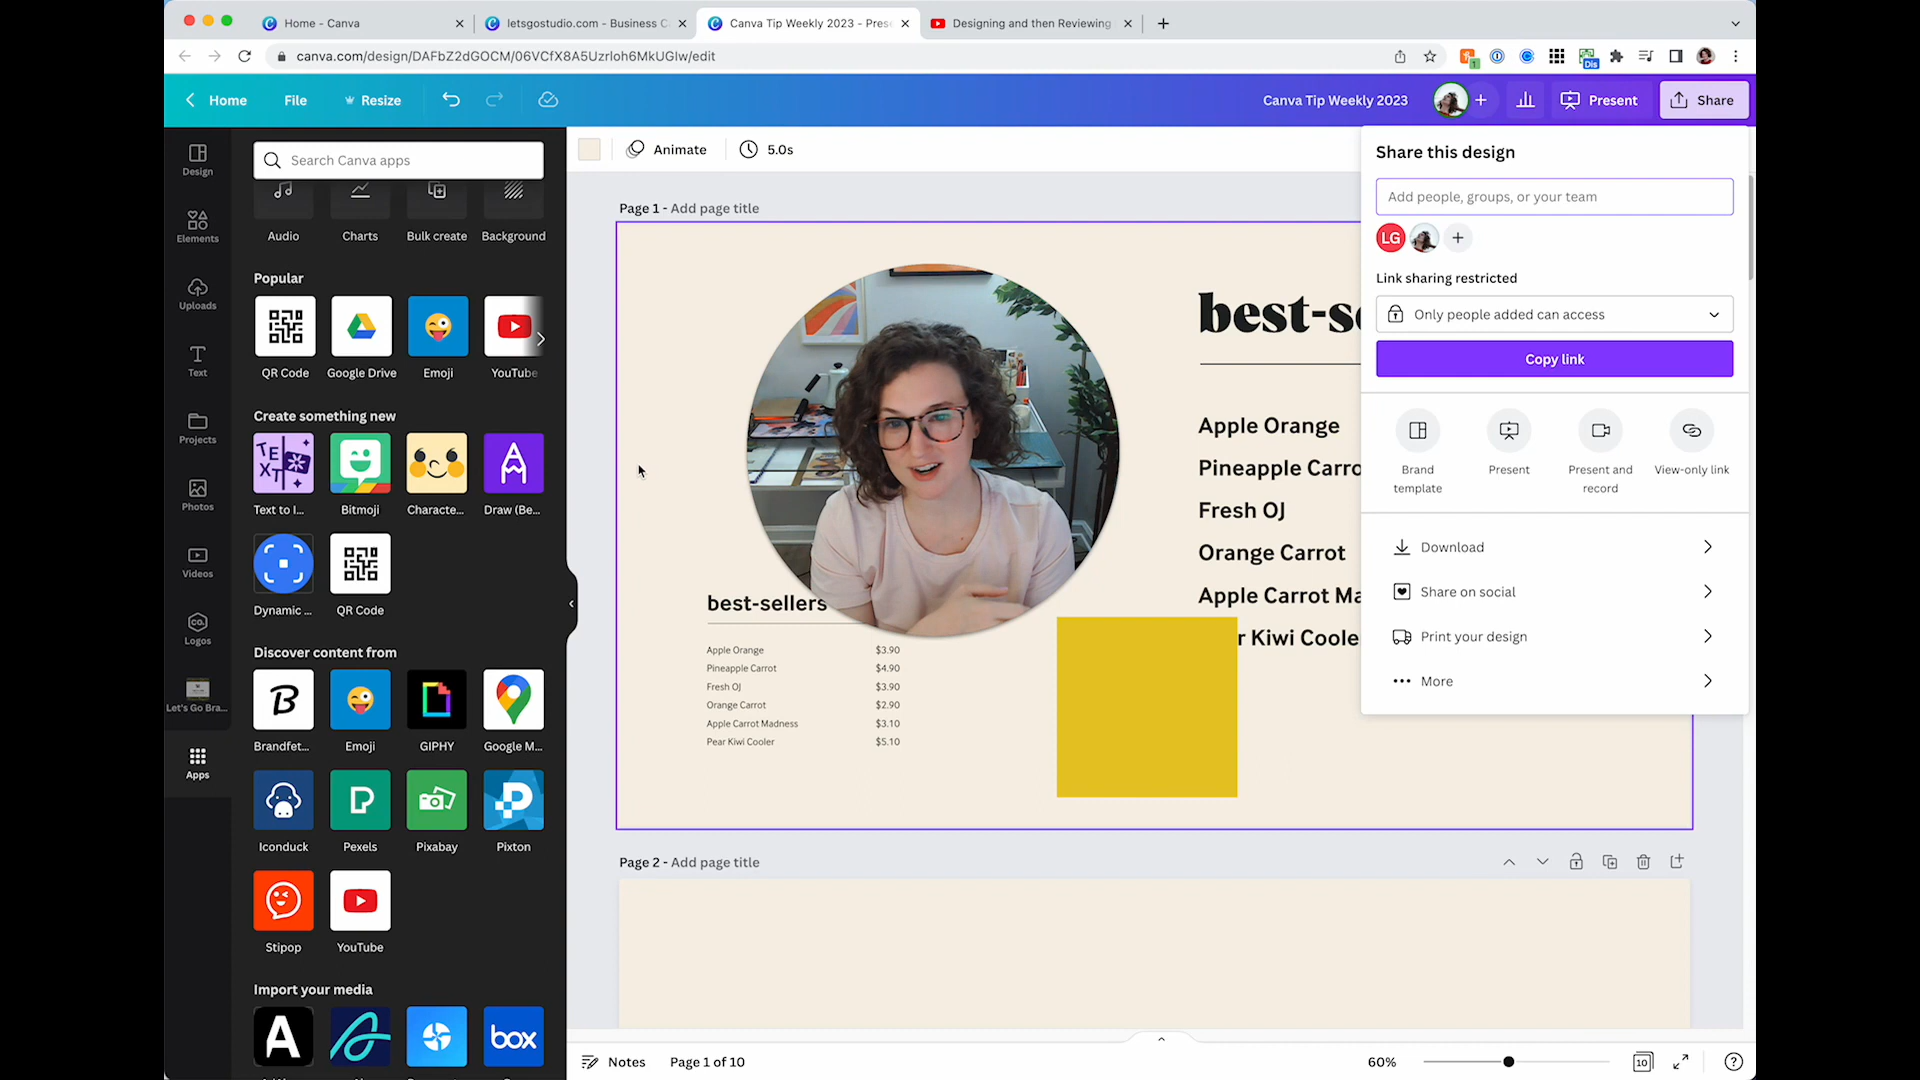 Home - Canva
letsgostudio.com - Business C
Canva Tip Weekly 2023 - Prese
Designing and then Reviewing
canva.com/design/DAFbZ2dGOCM/06VCfX8A5Uzrloh6MkUGlw/edit
1
Dis
Home
File
Resize
Canva Tip Weekly 2023
Present
Share
Design
Elements
Uploads
Text
Projects
Photos
Videos
CO.
Logos
Let's Go Bra...
Apps
Search Canva apps
Audio
Charts
Bulk create
Background
Popular
QR Code
Google Drive
Emoji
YouTube
Create something new
TEXT
Text to I...
Bitmoji
Characte...
Draw (Be...
Dynamic ...
QR Code
Discover content from
B
Brandfet...
Emoji
GIPHY
Google M...
Iconduck
Pexels
Pixabay
Pixton
Stipop
YouTube
Import your media
A
box
Animate
5.0s
Page 1 - Add page title
best-se
Apple Orange
Pineapple Carro
Fresh OJ
Orange Carrot
Apple Carrot Ma
r Kiwi Coole
best-sellers
Apple Orange $3.90
Pineapple Carrot $4.90
Fresh OJ $3.90
Orange Carrot $2.90
Apple Carrot Madness $3.10
Pear Kiwi Cooler $5.10
Page 2 - Add page title
Share this design
Add people, groups, or your team
LG
Link sharing restricted
Only people added can access
Copy link
Brand template
Present
Present and record
View-only link
Download
Share on social
Print your design
More
Notes
Page 1 of 10
60%
10